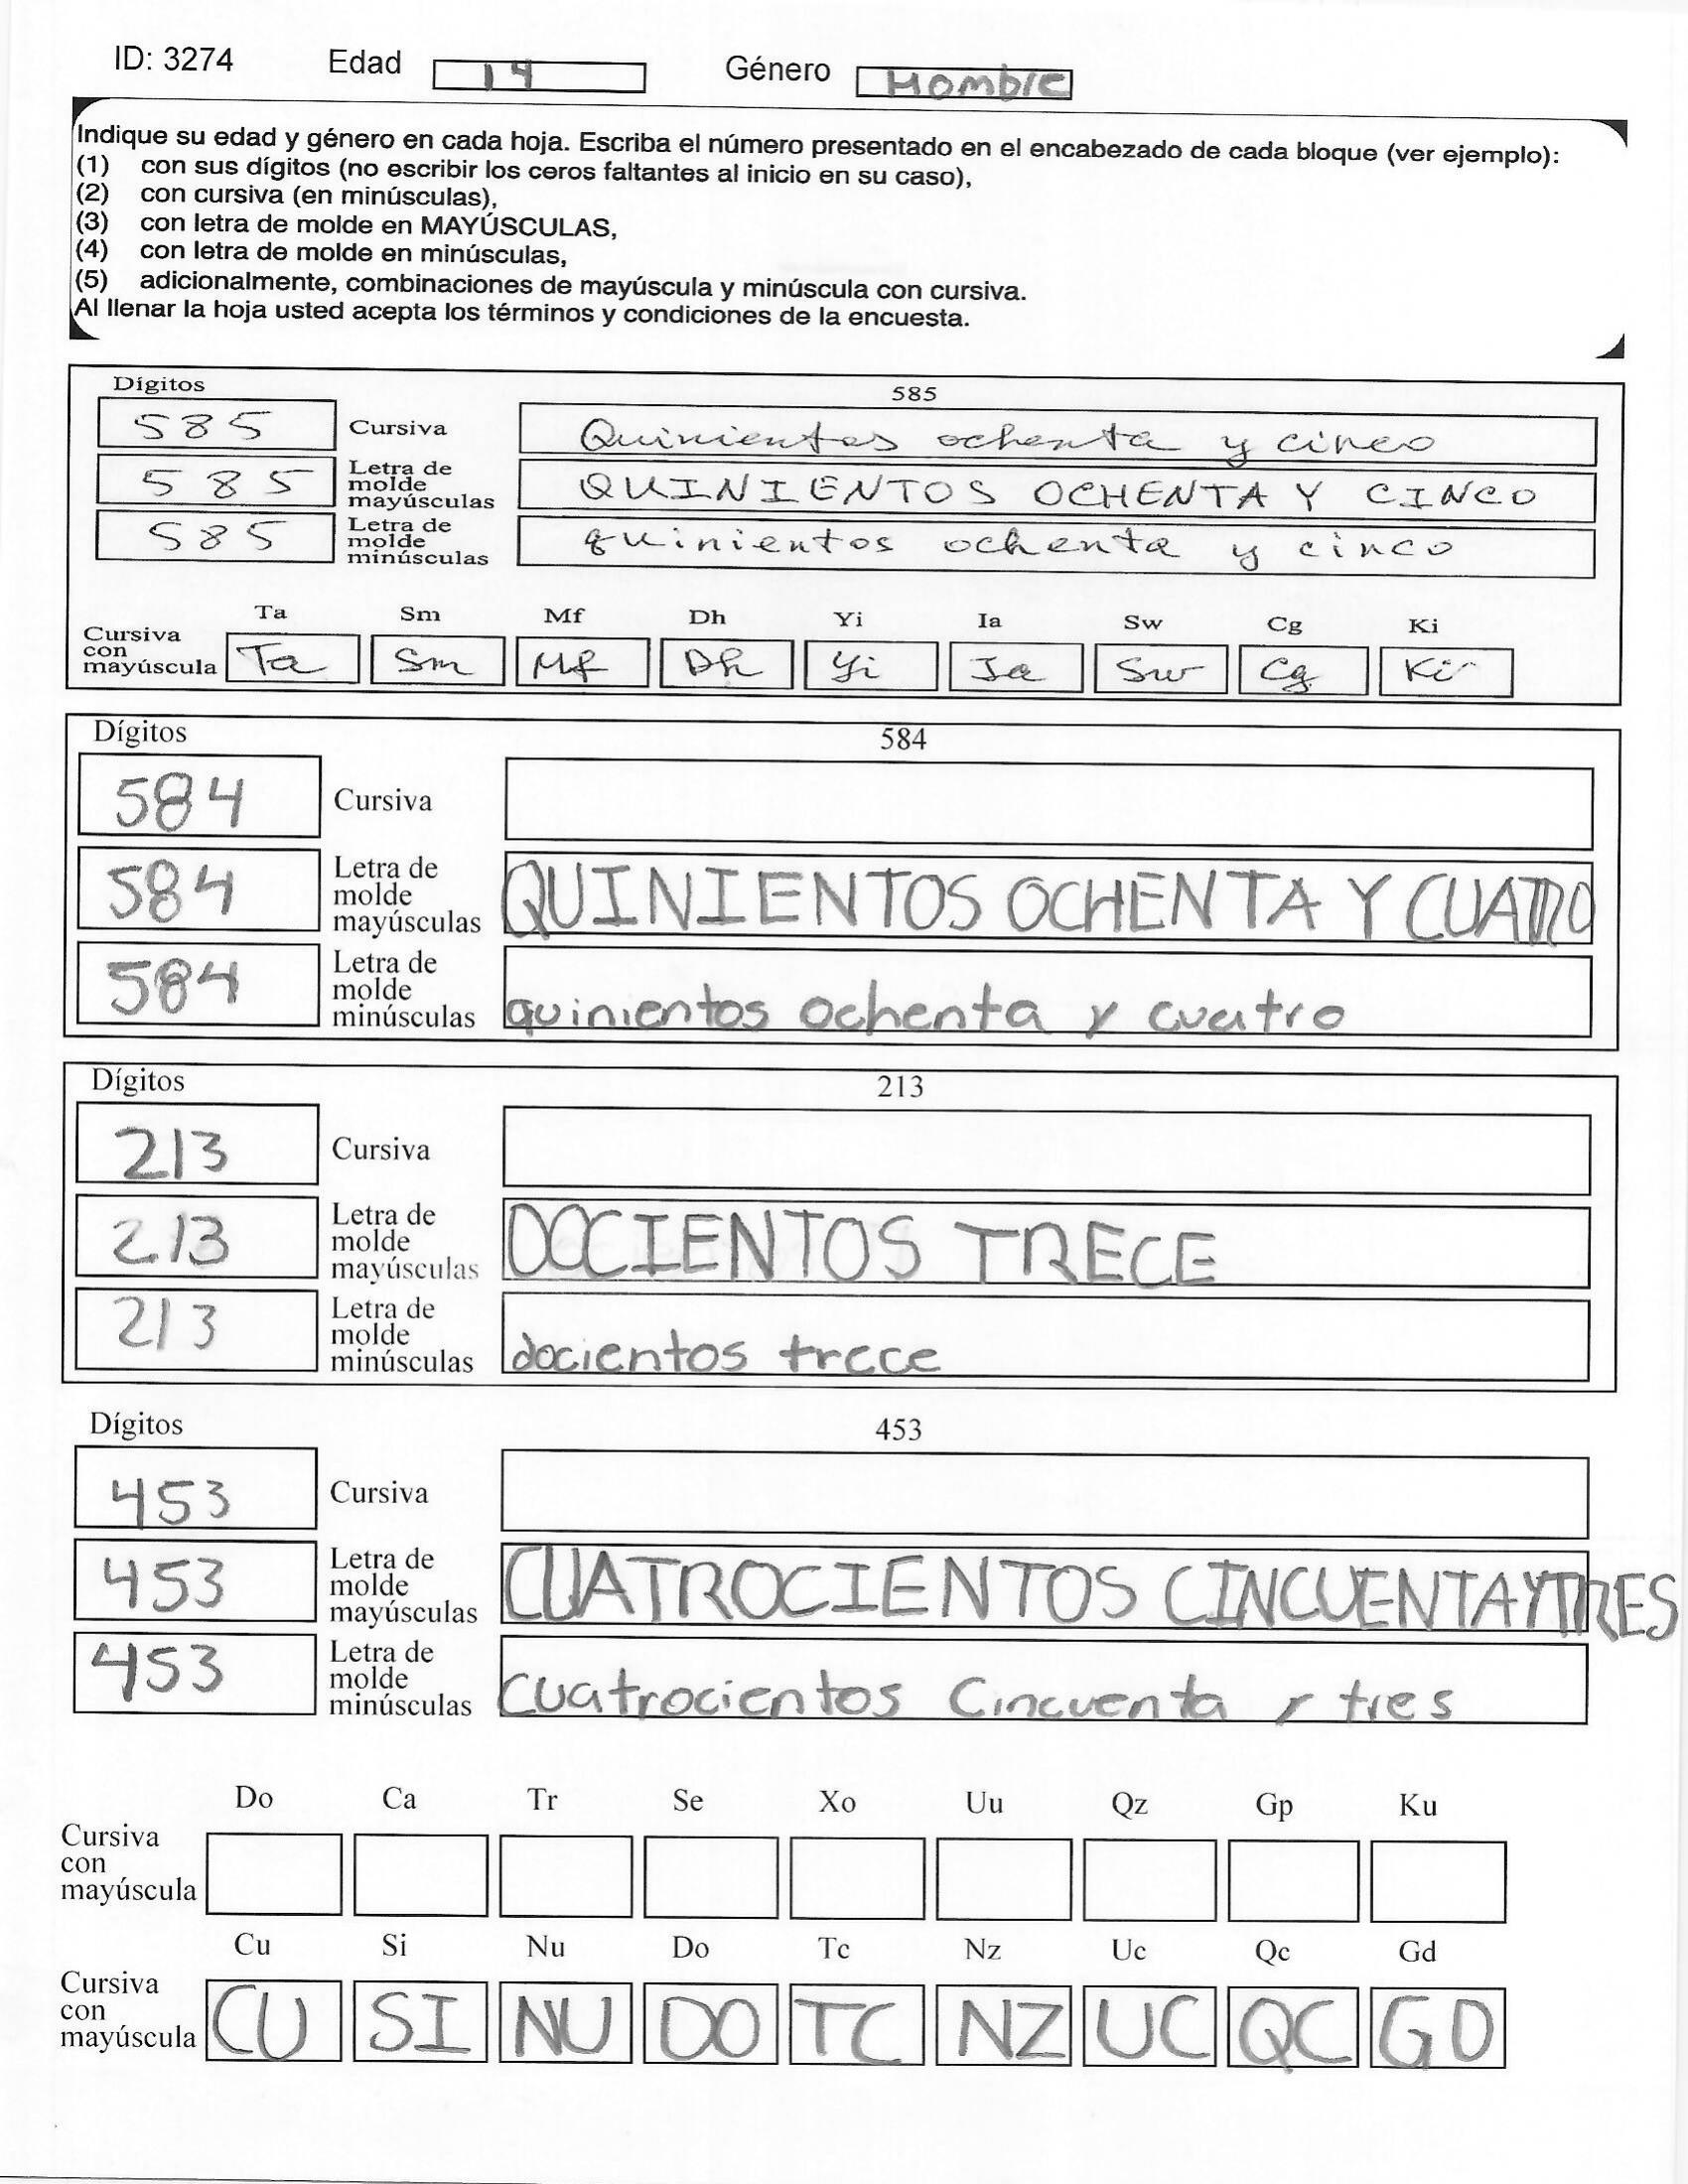 ID: 3274 Edad 14 Género Hombre
Indique su edad y género en cada hoja. Escriba el número presentado en el encabezado de cada bloque (ver ejemplo):
(1) con sus dígitos (no escribir los ceros faltantes al inicio en su caso),
(2) con cursiva (en minúsculas),
(3) con letra de molde en MAYÚSCULAS,
(4) con letra de molde en minúsculas,
(5) adicionalmente, combinaciones de mayúscula y minúscula con cursiva.
Al llenar la hoja usted acepta los términos y condiciones de la encuesta.
Dígitos 585
585 Cursiva Quinientos ochenta y cinco
585 Letra de molde mayúsculas QUINIENTOS OCHENTA Y CINCO
585 Letra de molde minúsculas quinientos ochenta y cinco
Ta Sm Mf Dh Yi Ia Sw Cg Ki
Cursiva con mayúscula Ta Sm Mf Dh Yi Ia Sw Cg Ki
Dígitos 584
584 Cursiva
584 Letra de molde mayúsculas QUINIENTOS OCHENTA Y CUATRO
584 Letra de molde minúsculas quinientos ochenta y cuatro
Dígitos 213
213 Cursiva
213 Letra de molde mayúsculas DOCIENTOS TRECE
213 Letra de molde minúsculas docientos trece
Dígitos 453
453 Cursiva
453 Letra de molde mayúsculas CUATROCIENTOS CINCUENTA Y TRES
453 Letra de molde minúsculas Cuatrocientos Cincuenta y tres
Do Ca Tr Se Xo Uu Qz Gp Ku
Cursiva con mayúscula
Cu Si Nu Do Tc Nz Uc Qc Gd
Cursiva con mayúscula CU SI NU DO TC NZ UC QC GD